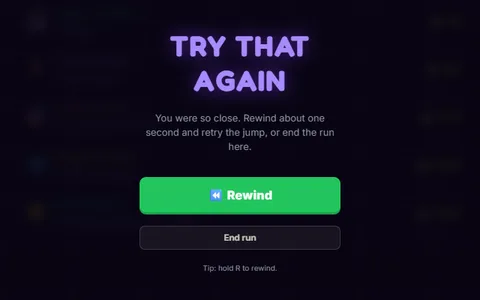 TRY THAT
AGAIN
You were so close. Rewind about one
second and retry the jump, or end the run
here.
⏪ Rewind
End run
Tip: hold R to rewind.